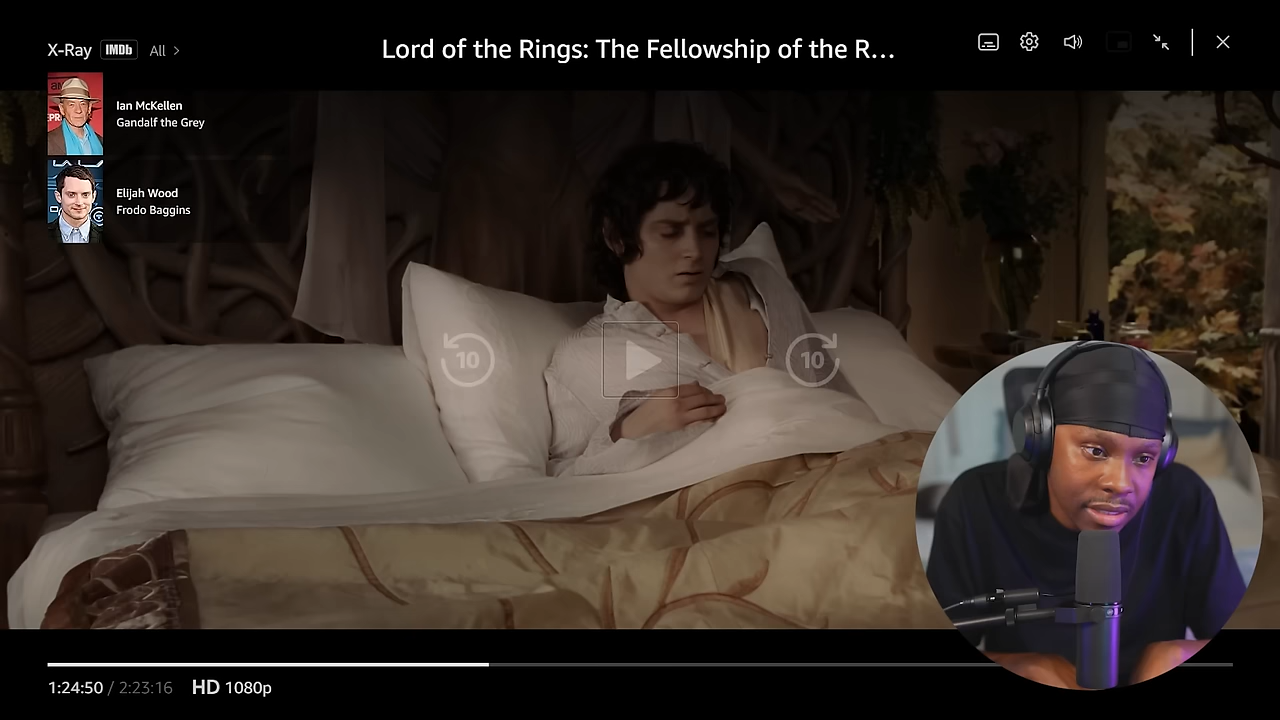 X-Ray IMDb All >
Lord of the Rings: The Fellowship of the R...
Ian McKellen
Gandalf the Grey
Elijah Wood
Frodo Baggins
10
10
1:24:50 / 2:23:16 HD 1080p